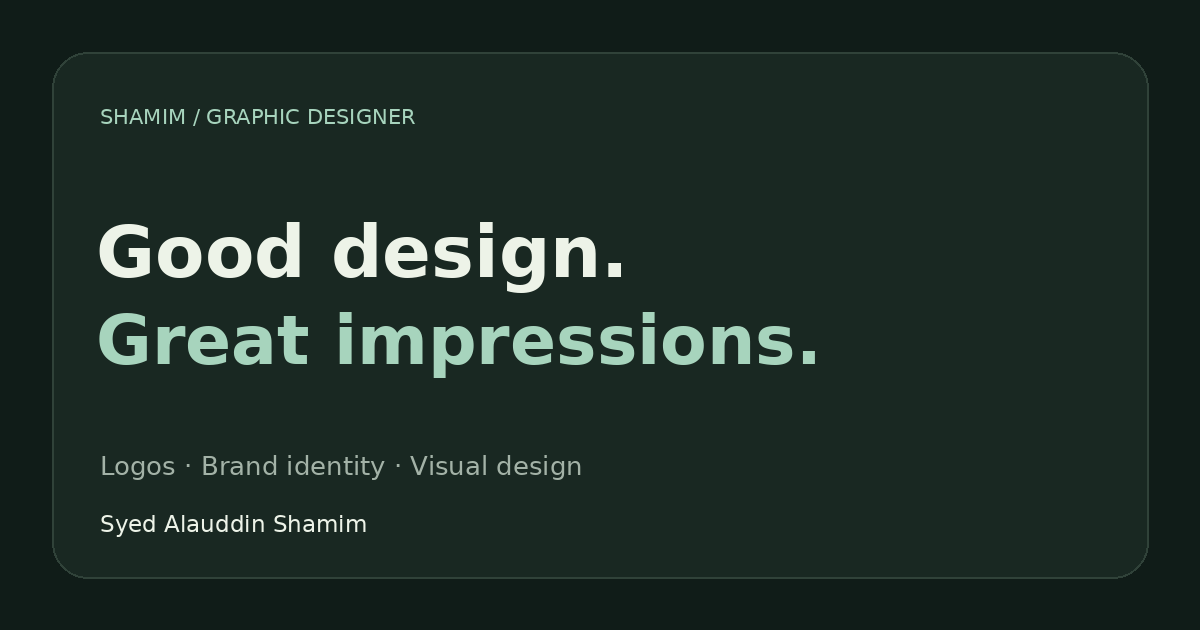 SHAMIM / GRAPHIC DESIGNER
Good design.
Great impressions.
Logos · Brand identity · Visual design
Syed Alauddin Shamim